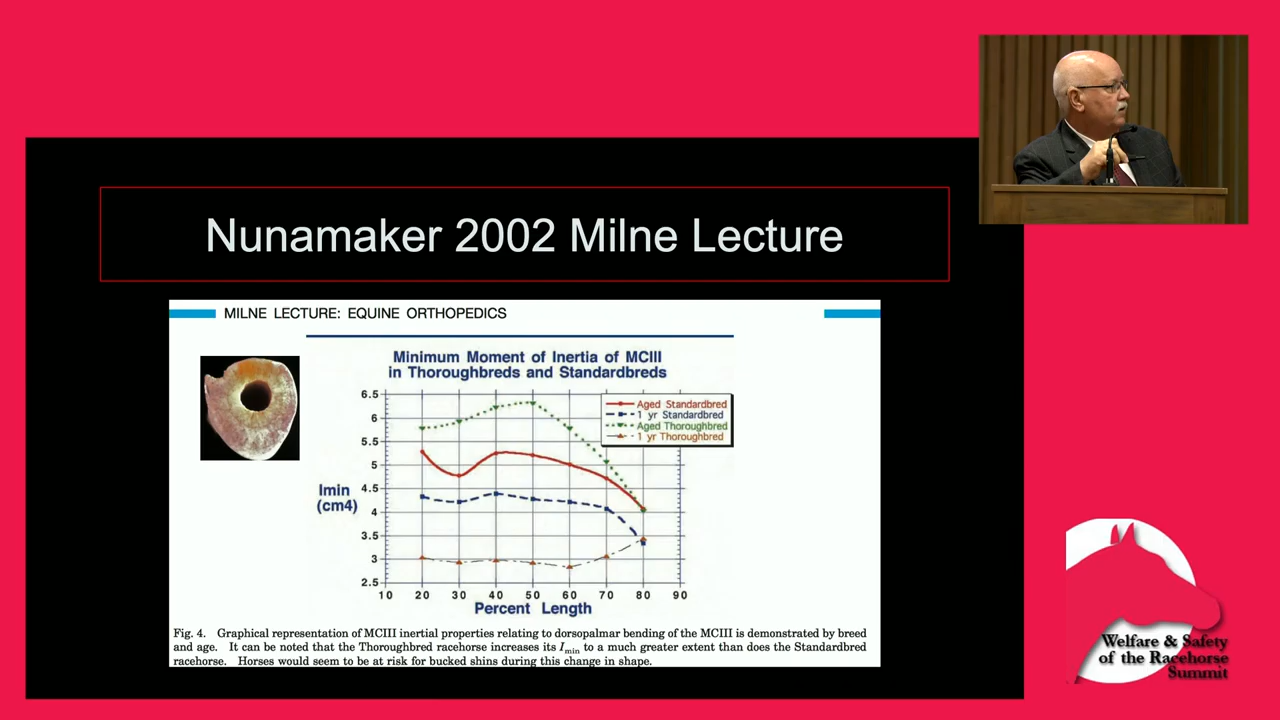 Nunamaker 2002 Milne Lecture
MILNE LECTURE: EQUINE ORTHOPEDICS
Minimum Moment of Inertia of MCIII
in Thoroughbreds and Standardbreds
6.5
6
5.5
5
4.5
4
3.5
3
2.5
Imin
(cm4)
Aged Standardbred
1 yr Standardbred
Aged Thoroughbred
1 yr Thoroughbred
10 20 30 40 50 60 70 80 90
Percent Length
Fig. 4. Graphical representation of MCIII inertial properties relating to dorsopalmar bending of the MCIII is demonstrated by breed
and age. It can be noted that the Thoroughbred racehorse increases its Imin to a much greater extent than does the Standardbred
racehorse. Horses would seem to be at risk for bucked shins during this change in shape.
Welfare & Safety
of the Racehorse
Summit